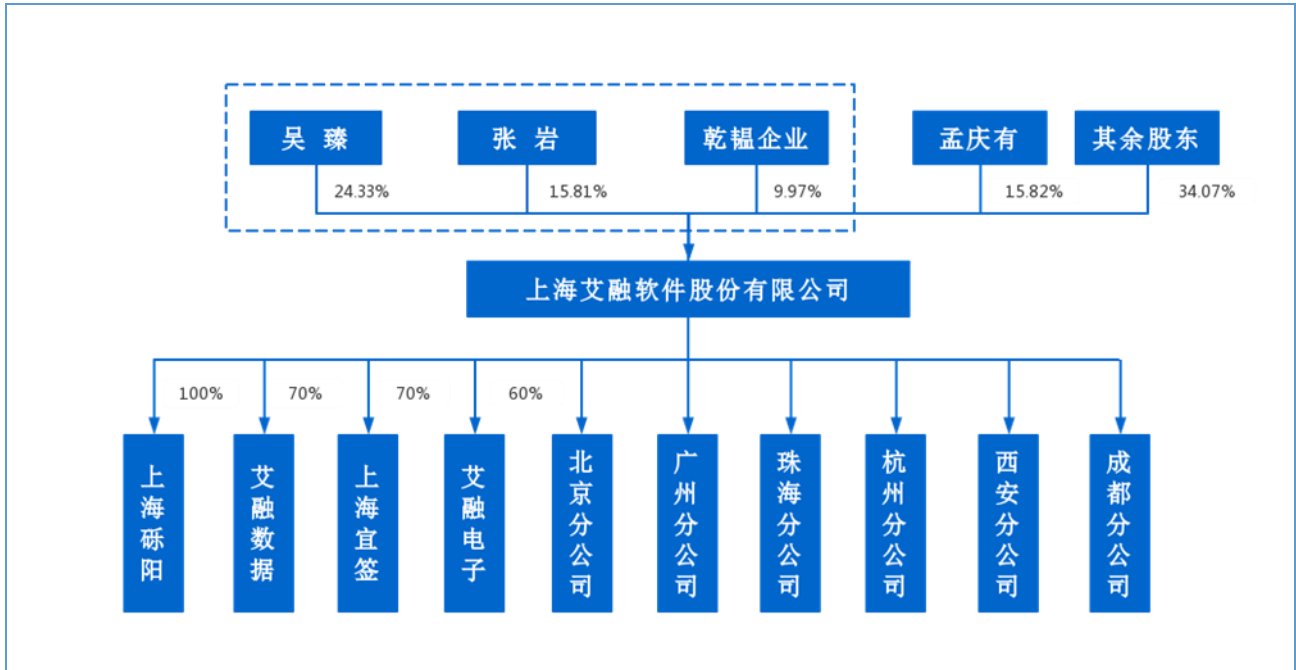 吴 臻
张 岩
乾韫企业
孟庆有
其余股东
24.33%
15.81%
9.97%
15.82%
34.07%
上海艾融软件股份有限公司
100%
70%
70%
60%
上海砾阳
艾融数据
上海宜签
艾融电子
北京分公司
广州分公司
珠海分公司
杭州分公司
西安分公司
成都分公司